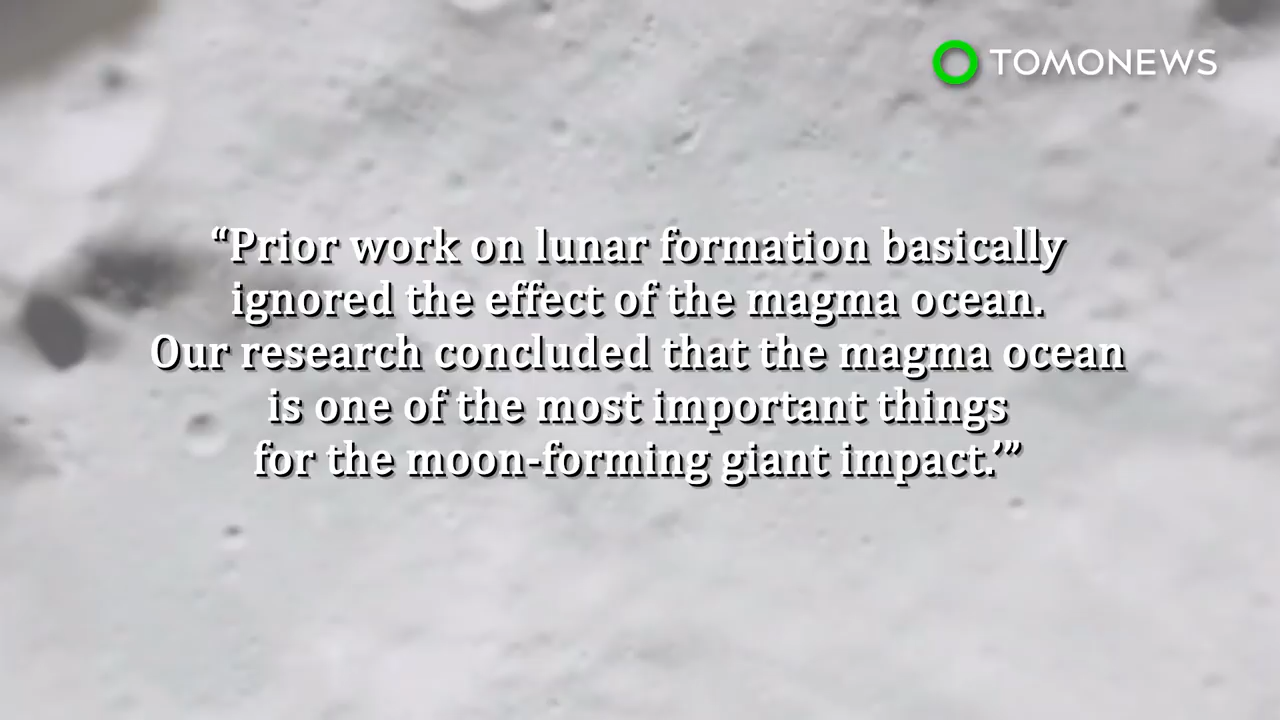 TOMONEWS
“Prior work on lunar formation basically
ignored the effect of the magma ocean.
Our research concluded that the magma ocean
is one of the most important things
for the moon-forming giant impact.’”